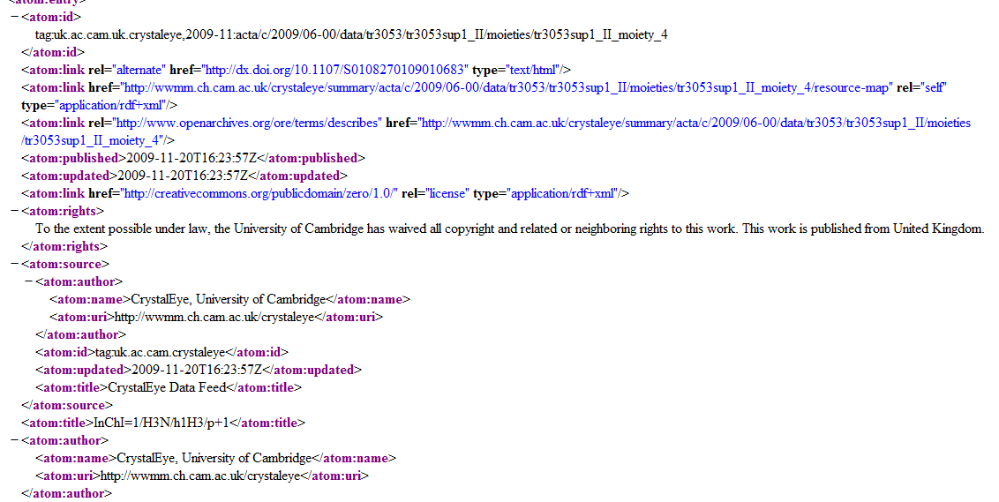 <atom:entry>
−<atom:id>
tag:uk.ac.cam.uk.crystaleye,2009-11:acta/c/2009/06-00/data/tr3053/tr3053sup1_II/moieties/tr3053sup1_II_moiety_4
</atom:id>
<atom:link rel="alternate" href="http://dx.doi.org/10.1107/S0108270109010683" type="text/html"/>
<atom:link href="http://wwmm.ch.cam.ac.uk/crystaleye/summary/acta/c/2009/06-00/data/tr3053/tr3053sup1_II/moieties/tr3053sup1_II_moiety_4/resource-map" rel="self"
type="application/rdf+xml"/>
<atom:link rel="http://www.openarchives.org/ore/terms/describes" href="http://wwmm.ch.cam.ac.uk/crystaleye/summary/acta/c/2009/06-00/data/tr3053/tr3053sup1_II/moieties
/tr3053sup1_II_moiety_4"/>
<atom:published>2009-11-20T16:23:57Z</atom:published>
<atom:updated>2009-11-20T16:23:57Z</atom:updated>
<atom:link href="http://creativecommons.org/publicdomain/zero/1.0/" rel="license" type="application/rdf+xml"/>
−<atom:rights>
To the extent possible under law, the University of Cambridge has waived all copyright and related or neighboring rights to this work. This work is published from United Kingdom.
</atom:rights>
−<atom:source>
−<atom:author>
<atom:name>CrystalEye, University of Cambridge</atom:name>
<atom:uri>http://wwmm.ch.cam.ac.uk/crystaleye</atom:uri>
</atom:author>
<atom:id>tag:uk.ac.cam.crystaleye</atom:id>
<atom:updated>2009-11-20T16:23:57Z</atom:updated>
<atom:title>CrystalEye Data Feed</atom:title>
</atom:source>
<atom:title>InChI=1/H3N/h1H3/p+1</atom:title>
−<atom:author>
<atom:name>CrystalEye, University of Cambridge</atom:name>
<atom:uri>http://wwmm.ch.cam.ac.uk/crystaleye</atom:uri>
</atom:author>